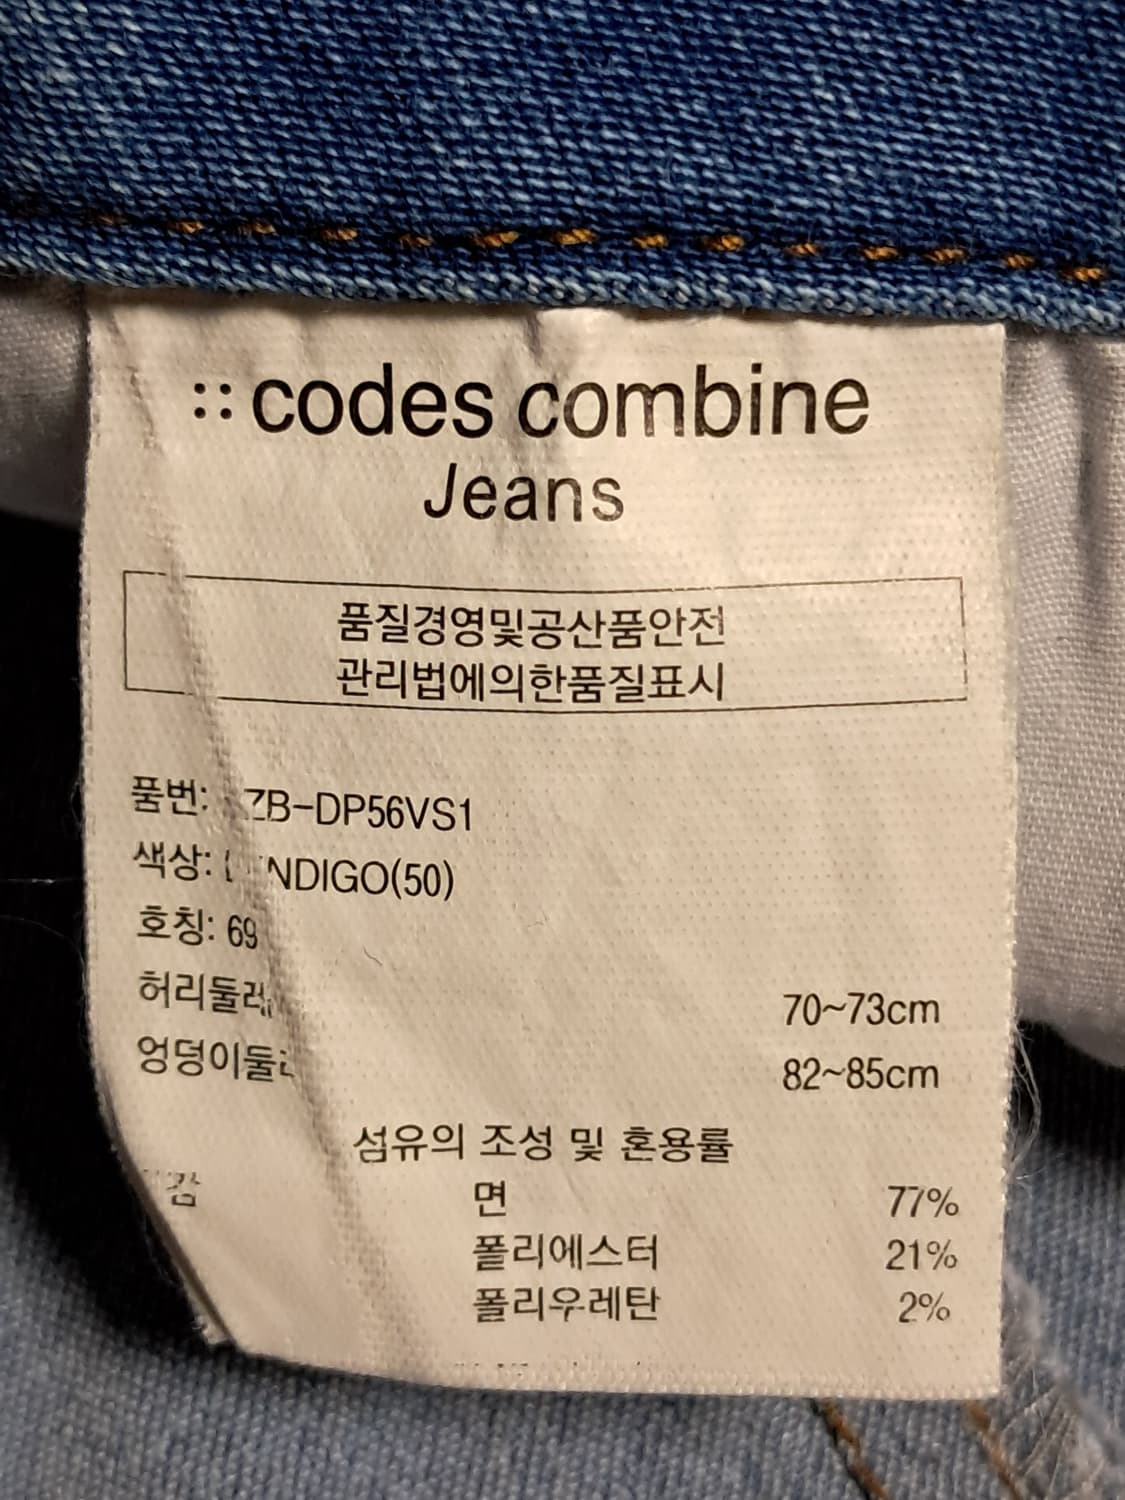 codes combine
Jeans
품질경영및공산품안전
관리법에의한품질표시
품번: ZB-DP56VS1
색상: NDIGO(50)
호칭: 69
허리둘레 70~73cm
엉덩이둘 82~85cm
섬유의 조성 및 혼용률
면 77%
폴리에스터 21%
폴리우레탄 2%